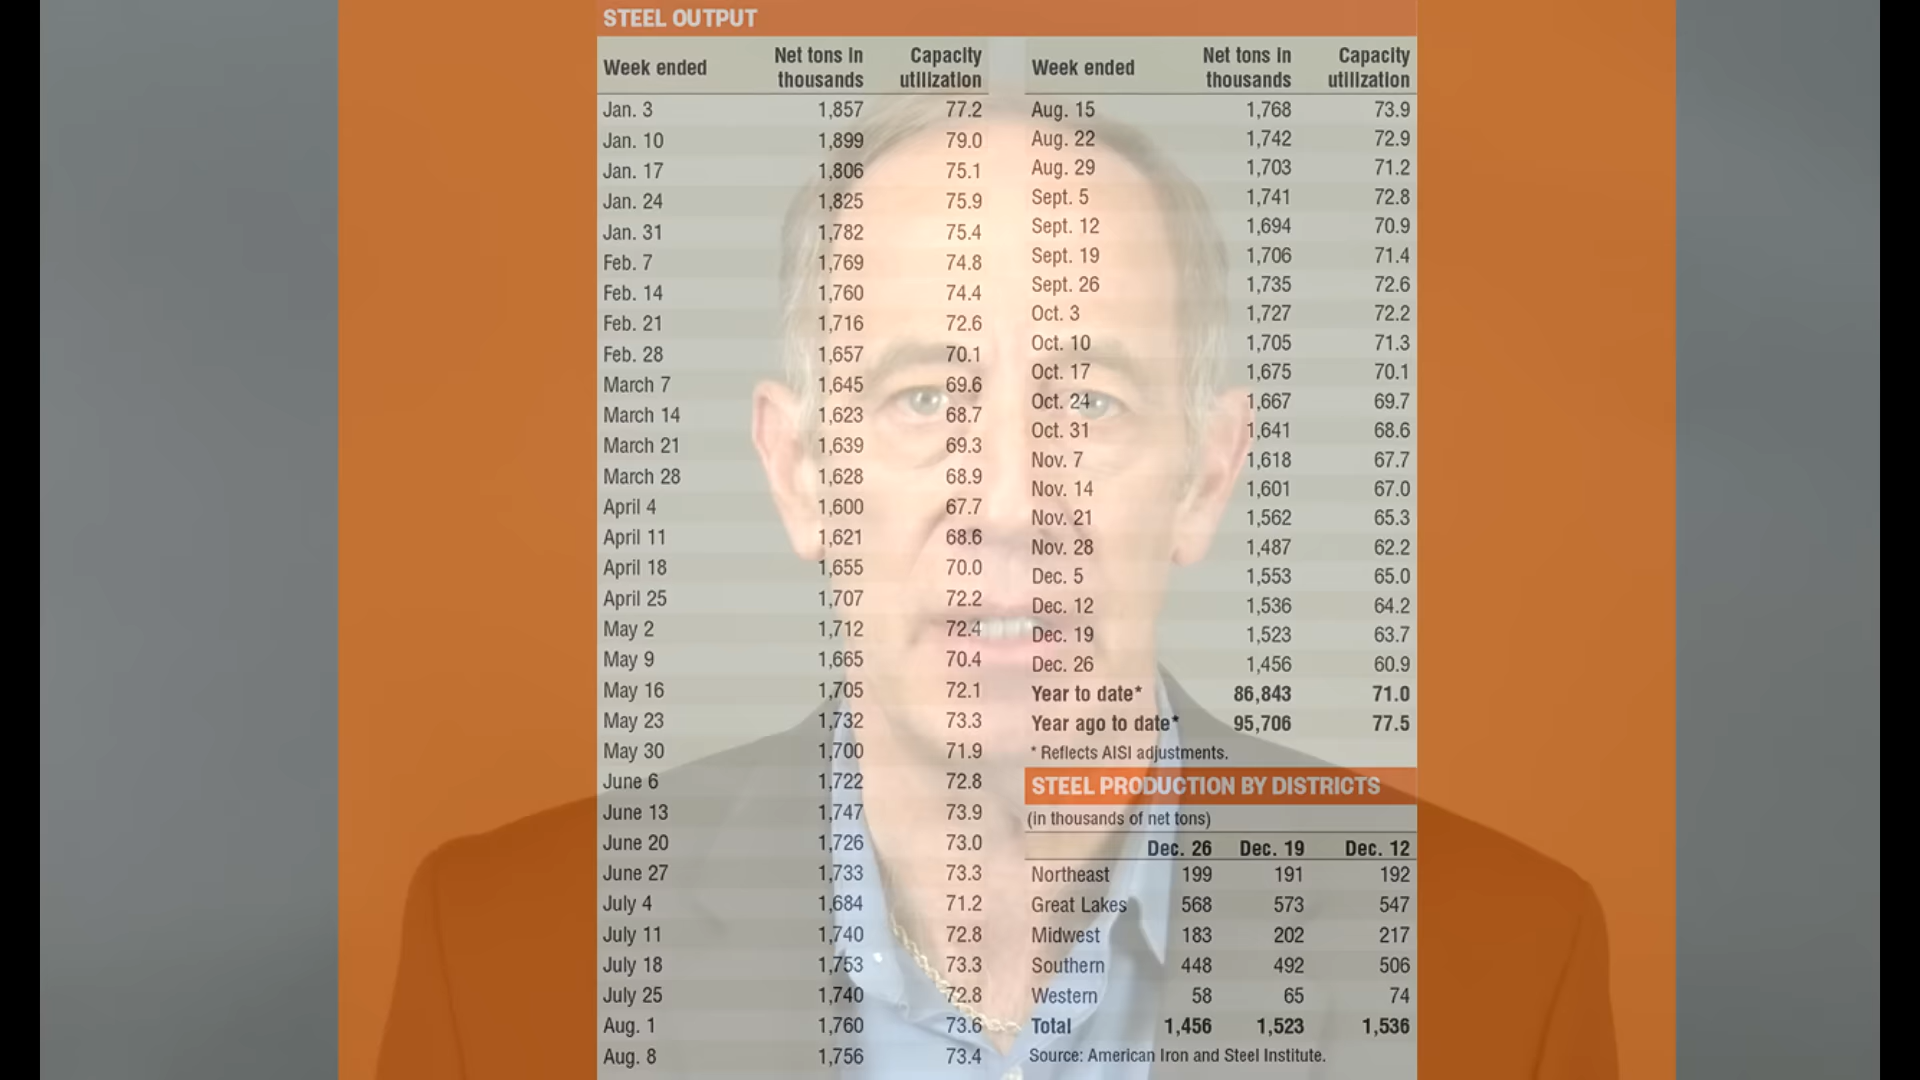 STEEL OUTPUT
Week ended Net tons in thousands Capacity utilization
Jan. 3 1,857 77.2
Jan. 10 1,899 79.0
Jan. 17 1,806 75.1
Jan. 24 1,825 75.9
Jan. 31 1,782 75.4
Feb. 7 1,769 74.8
Feb. 14 1,760 74.4
Feb. 21 1,716 72.6
Feb. 28 1,657 70.1
March 7 1,645 69.6
March 14 1,623 68.7
March 21 1,639 69.3
March 28 1,628 68.9
April 4 1,600 67.7
April 11 1,621 68.6
April 18 1,655 70.0
April 25 1,707 72.2
May 2 1,712 72.4
May 9 1,665 70.4
May 16 1,705 72.1
May 23 1,732 73.3
May 30 1,700 71.9
June 6 1,722 72.8
June 13 1,747 73.9
June 20 1,726 73.0
June 27 1,733 73.3
July 4 1,684 71.2
July 11 1,740 72.8
July 18 1,753 73.3
July 25 1,740 72.8
Aug. 1 1,760 73.6
Aug. 8 1,756 73.4
Week ended Net tons in thousands Capacity utilization
Aug. 15 1,768 73.9
Aug. 22 1,742 72.9
Aug. 29 1,703 71.2
Sept. 5 1,741 72.8
Sept. 12 1,694 70.9
Sept. 19 1,706 71.4
Sept. 26 1,735 72.6
Oct. 3 1,727 72.2
Oct. 10 1,705 71.3
Oct. 17 1,675 70.1
Oct. 24 1,667 69.7
Oct. 31 1,641 68.6
Nov. 7 1,618 67.7
Nov. 14 1,601 67.0
Nov. 21 1,562 65.3
Nov. 28 1,487 62.2
Dec. 5 1,553 65.0
Dec. 12 1,536 64.2
Dec. 19 1,523 63.7
Dec. 26 1,456 60.9
Year to date* 86,843 71.0
Year ago to date* 95,706 77.5
* Reflects AISI adjustments.
STEEL PRODUCTION BY DISTRICTS
(in thousands of net tons)
Dec. 26 Dec. 19 Dec. 12
Northeast 199 191 192
Great Lakes 568 573 547
Midwest 183 202 217
Southern 448 492 506
Western 58 65 74
Total 1,456 1,523 1,536
Source: American Iron and Steel Institute.